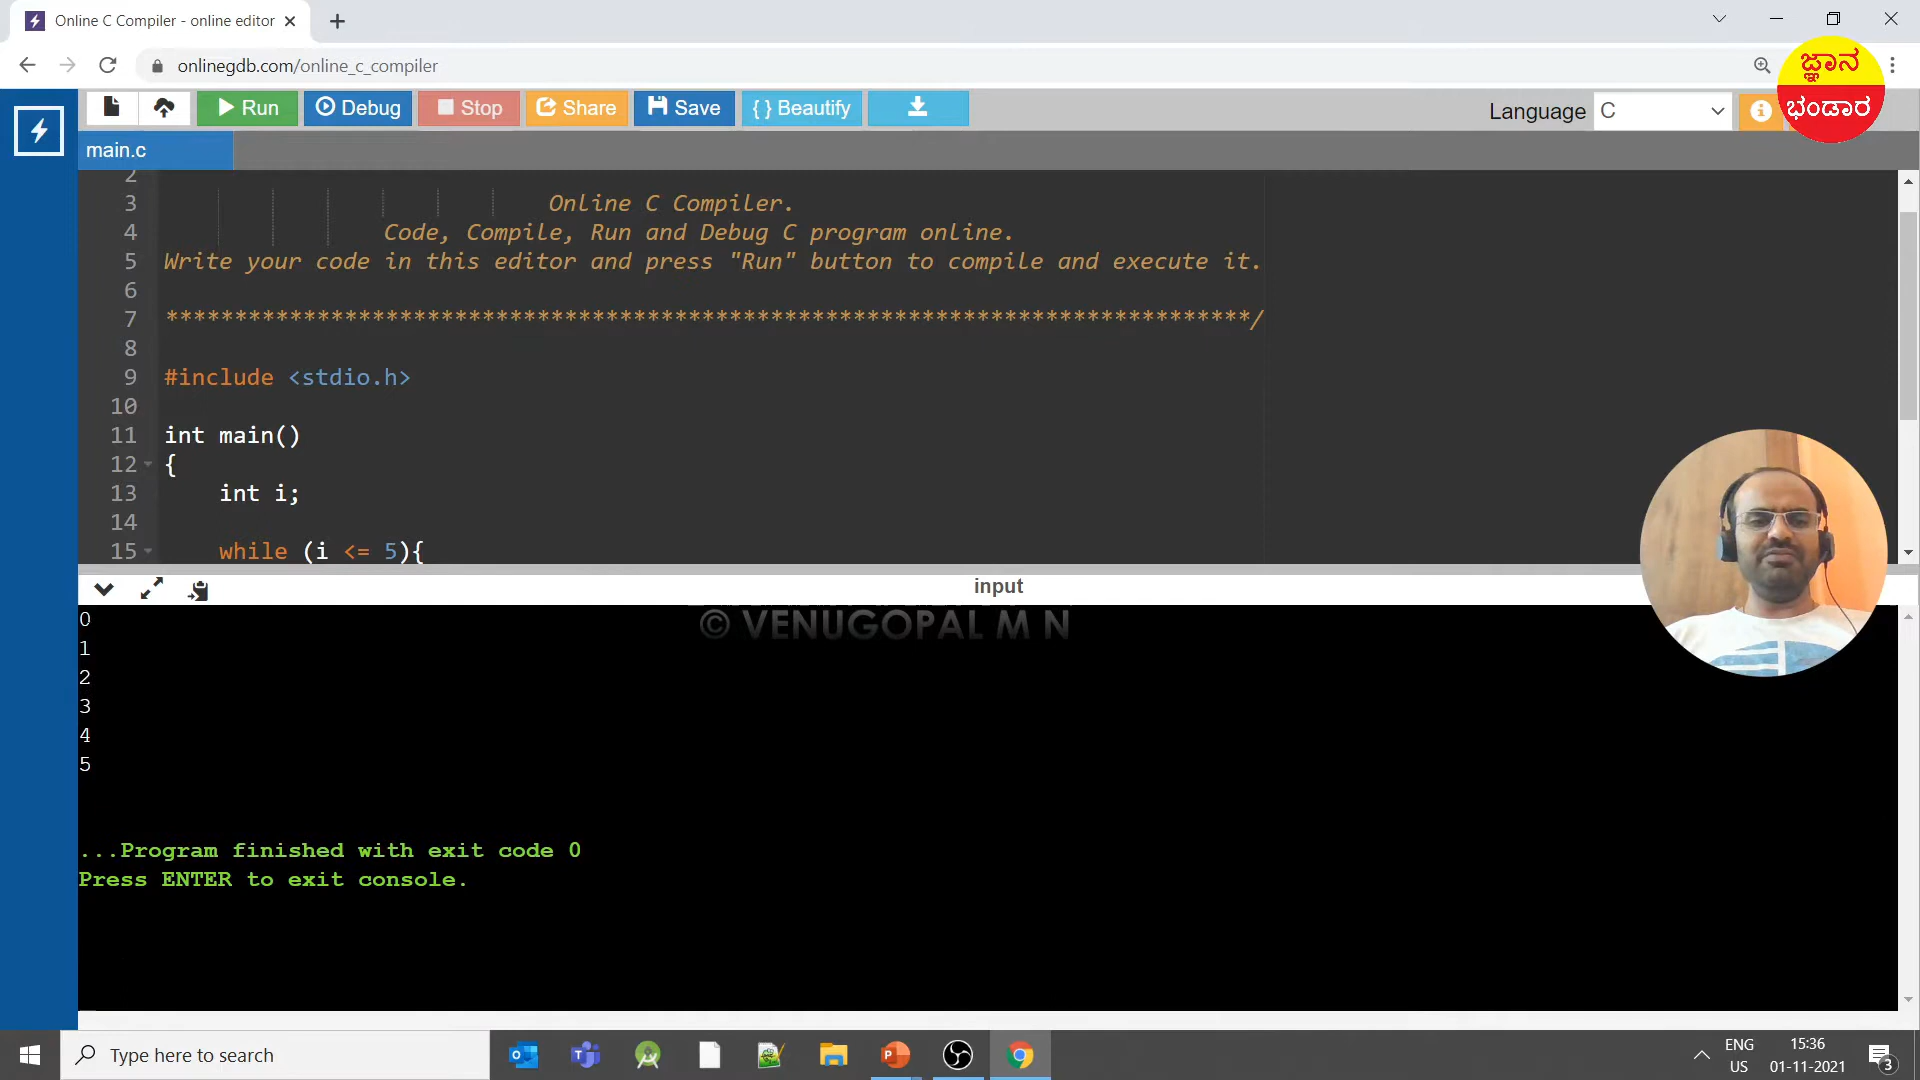 Online C Compiler - online editor
onlinegdb.com/online_c_compiler
ಜ್ಞಾನ
ಭಂಡಾರ
Run Debug Stop Share Save { } Beautify
Language C
main.c
2
3 Online C Compiler.
4 Code, Compile, Run and Debug C program online.
5 Write your code in this editor and press "Run" button to compile and execute it.
6
7 *******************************************************************************/
8
9 #include <stdio.h>
10
11 int main()
12 {
13 int i;
14
15 while (i <= 5){
input
© VENUGOPAL M N
0
1
2
3
4
5
...Program finished with exit code 0
Press ENTER to exit console.
Type here to search
ENG
US
15:36
01-11-2021
3